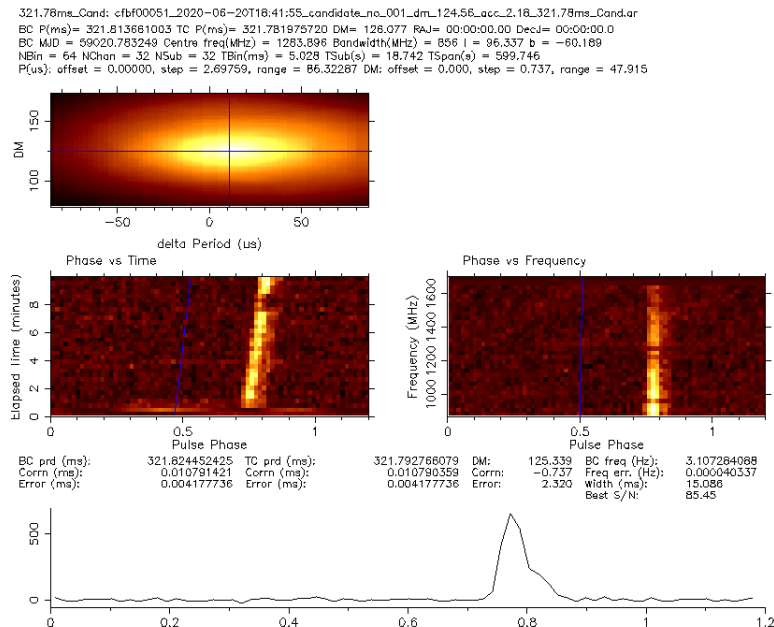 321.78ms_Cand: cfbf00051_2020-06-20T18:41:55_candidate_no_001_dm_124.56_acc_2.18_321.78ms_Cand.ar
BC P(ms)= 321.813661003 TC P(ms)= 321.781975720 DM= 126.077 RAJ= 00:00:00.00 DecJ= 00:00:00.0
BC MJD = 59020.783249 Centre freq(MHz) = 1283.896 Bandwidth(MHz) = 856 l = 96.337 b = -60.189
NBin = 64 NChan = 32 NSub = 32 TBin(ms) = 5.028 TSub(s) = 18.742 TSpan(s) = 599.746
P(us): offset = 0.00000, step = 2.69759, range = 86.32287 DM: offset = 0.000, step = 0.737, range = 47.915
150
DM
100
-50 0 50
delta Period (us)
Phase vs Time
Elapsed Time (minutes)
0 2 4 6 8
0 0.5 1
Pulse Phase
Phase vs Frequency
Frequency (MHz)
1000 1200 1400 1600
0 0.5 1
Pulse Phase
BC prd (ms): 321.824452425 TC prd (ms): 321.792766079 DM: 125.339 BC freq (Hz): 3.107284088
Corrn (ms): 0.010791421 Corrn (ms): 0.010790359 Corrn: -0.737 Freq err. (Hz): 0.000040337
Error (ms): 0.004177736 Error (ms): 0.004177736 Error: 2.320 Width (ms): 15.086
Best S/N: 85.45
500
0
0 0.2 0.4 0.6 0.8 1 1.2